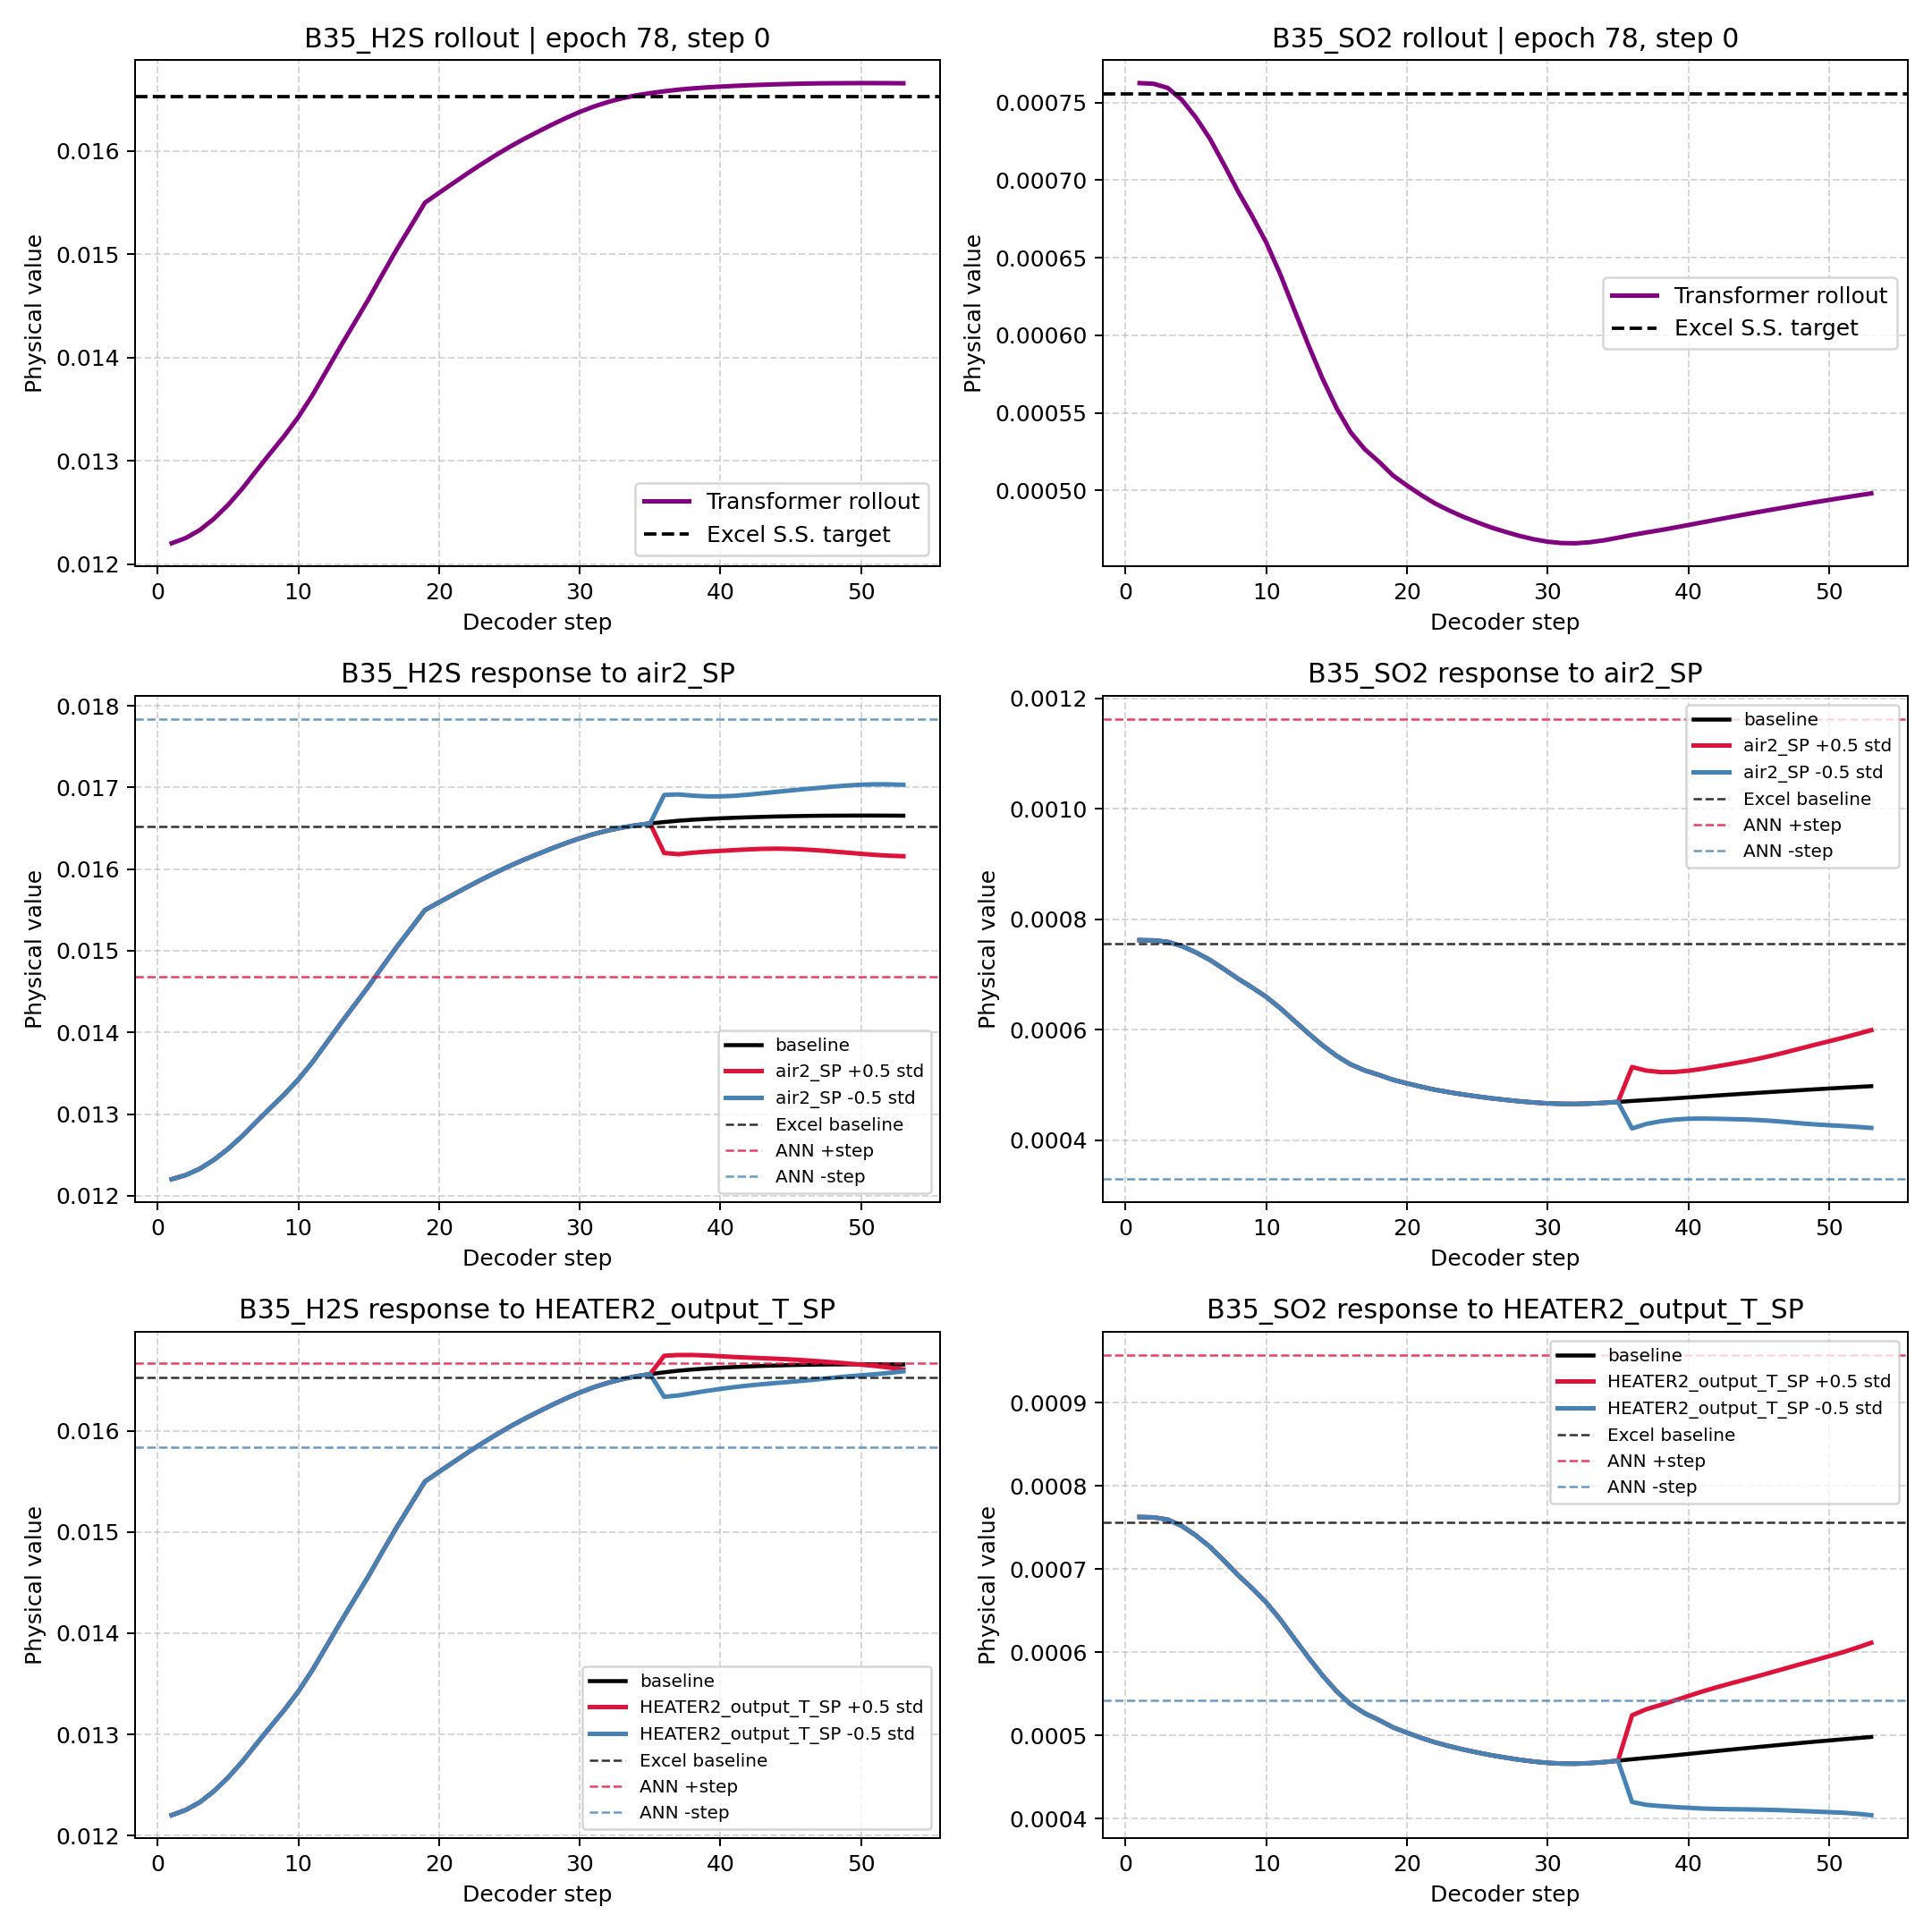 B35_H2S rollout | epoch 78, step 0
Physical value
0.016
0.015
0.014
0.013
0.012
0
10
20
30
40
50
Decoder step
Transformer rollout
Excel S.S. target
B35_SO2 rollout | epoch 78, step 0
Physical value
0.00075
0.00070
0.00065
0.00060
0.00055
0.00050
0
10
20
30
40
50
Decoder step
Transformer rollout
Excel S.S. target
B35_H2S response to air2_SP
Physical value
0.018
0.017
0.016
0.015
0.014
0.013
0.012
0
10
20
30
40
50
Decoder step
baseline
air2_SP +0.5 std
air2_SP -0.5 std
Excel baseline
ANN +step
ANN -step
B35_SO2 response to air2_SP
Physical value
0.0012
0.0010
0.0008
0.0006
0.0004
0
10
20
30
40
50
Decoder step
baseline
air2_SP +0.5 std
air2_SP -0.5 std
Excel baseline
ANN +step
ANN -step
B35_H2S response to HEATER2_output_T_SP
Physical value
0.016
0.015
0.014
0.013
0.012
0
10
20
30
40
50
Decoder step
baseline
HEATER2_output_T_SP +0.5 std
HEATER2_output_T_SP -0.5 std
Excel baseline
ANN +step
ANN -step
B35_SO2 response to HEATER2_output_T_SP
Physical value
0.0009
0.0008
0.0007
0.0006
0.0005
0.0004
0
10
20
30
40
50
Decoder step
baseline
HEATER2_output_T_SP +0.5 std
HEATER2_output_T_SP -0.5 std
Excel baseline
ANN +step
ANN -step